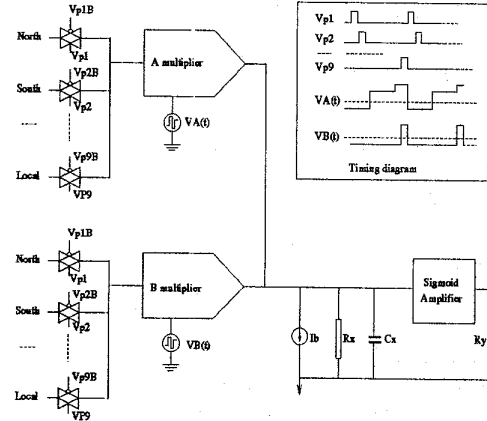 Vp1B
North
Vp1
Vp2B
South
Vp2
Vp9B
Local
VP9
A multiplier
VA(t)
Vp1
Vp2
Vp9
VA(t)
VB(t)
Timing diagram
Vp1B
North
Vp1
Vp2B
South
Vp2
Vp9B
Local
VP9
B multiplier
VB(t)
Ib
Rx
Cx
Sigmoid
Amplifier
Ry